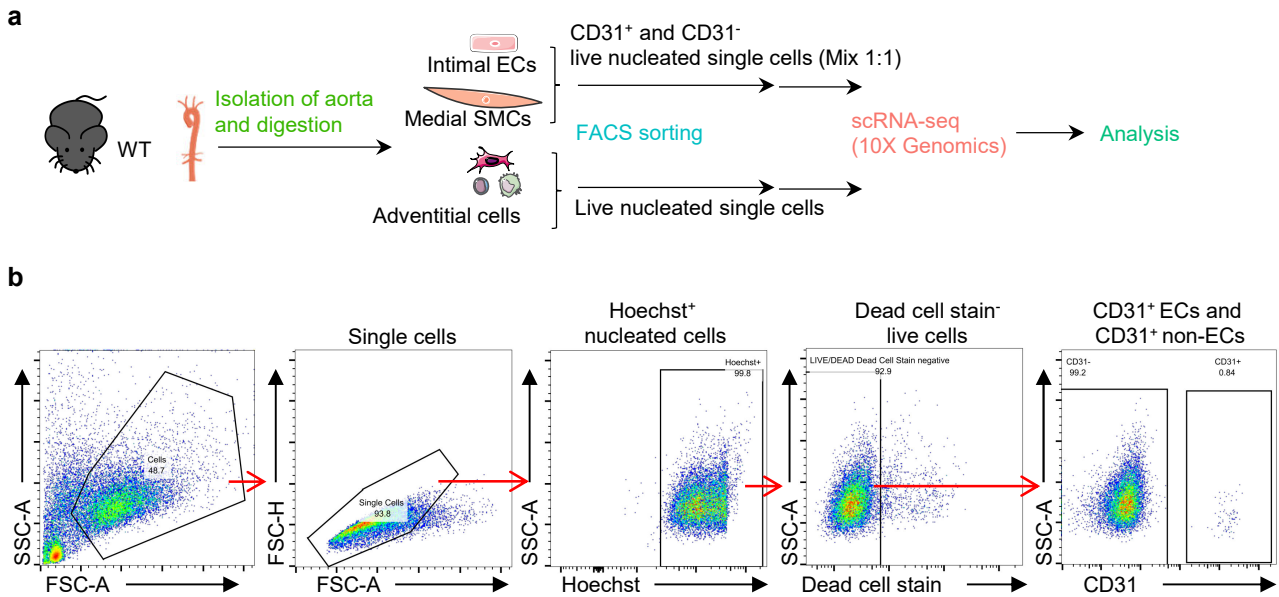 a
WT
Isolation of aorta
and digestion
Intimal ECs
Medial SMCs
Adventitial cells
CD31⁺ and CD31⁻
live nucleated single cells (Mix 1:1)
FACS sorting
Live nucleated single cells
scRNA-seq
(10X Genomics)
Analysis
b
SSC-A
Cells
48.7
FSC-A
Single cells
FSC-H
Single Cells
93.8
FSC-A
Hoechst⁺
nucleated cells
SSC-A
Hoechst+
99.8
Hoechst
Dead cell stain⁻
live cells
SSC-A
LIVE/DEAD Dead Cell Stain negative
92.9
Dead cell stain
CD31⁺ ECs and
CD31⁺ non-ECs
SSC-A
CD31-
99.2
CD31+
0.84
CD31